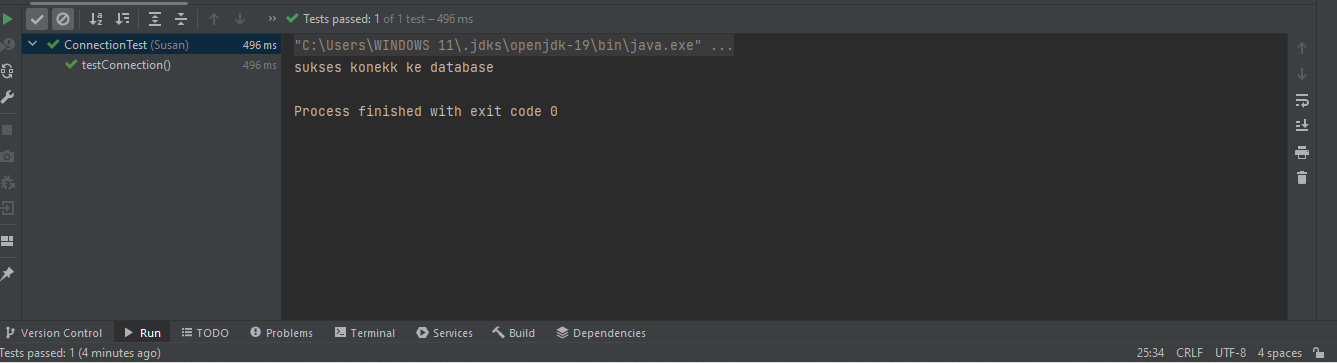 Tests passed: 1 of 1 test – 496 ms
ConnectionTest (Susan) 496 ms
testConnection() 496 ms
"C:\Users\WINDOWS 11\.jdks\openjdk-19\bin\java.exe" ...
sukses konekk ke database
Process finished with exit code 0
Version Control Run TODO Problems Terminal Services Build Dependencies
Tests passed: 1 (4 minutes ago) 25:34 CRLF UTF-8 4 spaces